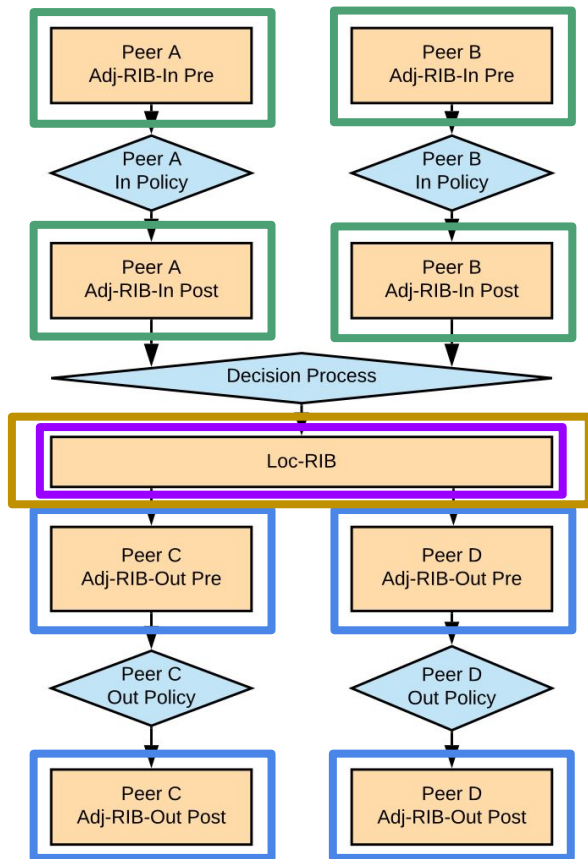 Peer A
Adj-RIB-In Pre
Peer B
Adj-RIB-In Pre
Peer A
In Policy
Peer B
In Policy
Peer A
Adj-RIB-In Post
Peer B
Adj-RIB-In Post
Decision Process
Loc-RIB
Peer C
Adj-RIB-Out Pre
Peer D
Adj-RIB-Out Pre
Peer C
Out Policy
Peer D
Out Policy
Peer C
Adj-RIB-Out Post
Peer D
Adj-RIB-Out Post